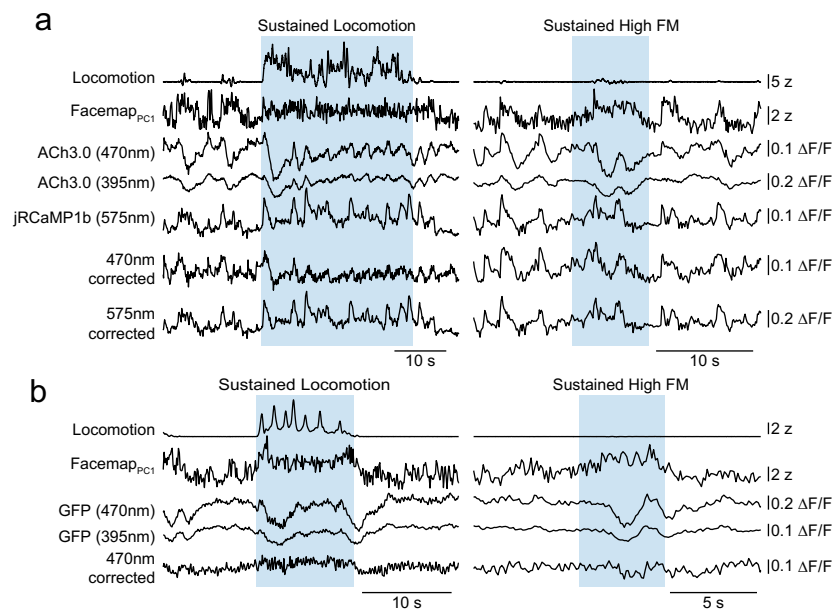 a
Sustained Locomotion
Sustained High FM
Locomotion
5 z
Facemap PC1
2 z
ACh3.0 (470nm)
0.1 ΔF/F
ACh3.0 (395nm)
0.2 ΔF/F
jRCaMP1b (575nm)
0.1 ΔF/F
470nm
corrected
0.1 ΔF/F
575nm
corrected
0.2 ΔF/F
10 s
10 s
b
Sustained Locomotion
Sustained High FM
Locomotion
2 z
Facemap PC1
2 z
GFP (470nm)
0.2 ΔF/F
GFP (395nm)
0.1 ΔF/F
470nm
corrected
0.1 ΔF/F
10 s
5 s